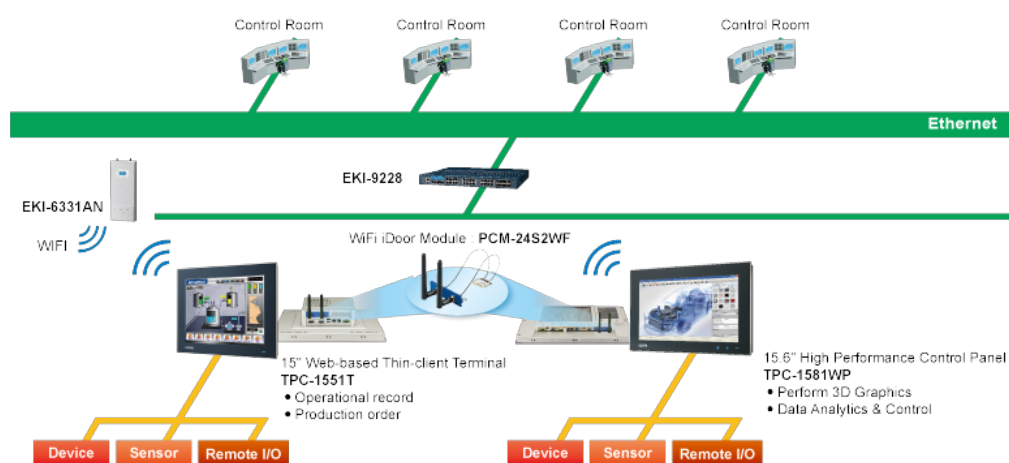 Control Room
Control Room
Control Room
Control Room
Ethernet
EKI-9228
EKI-6331AN
WIFI
WiFi iDoor Module : PCM-24S2WF
15" Web-based Thin-client Terminal
TPC-1551T
• Operational record
• Production order
15.6" High Performance Control Panel
TPC-1581WP
• Perform 3D Graphics
• Data Analytics & Control
Device
Sensor
Remote I/O
Device
Sensor
Remote I/O